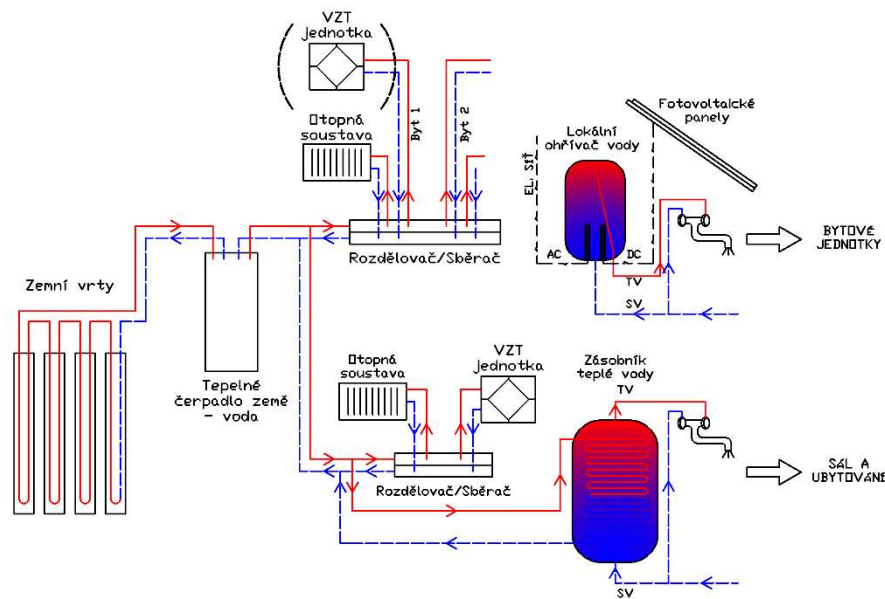 VZT
jednotka
Otopná
soustava
Byt 1
Byt 2
Fotovoltaické
panely
Lokální
ohřívač vody
EL. SÍŤ
AC
DC
TV
SV
BYTOVÉ
JEDNOTKY
Rozdělovač/Sběrač
Zemní vrty
Tepelné
čerpadlo země
- voda
Otopná
soustava
VZT
jednotka
Rozdělovač/Sběrač
Zásobník
teplé vody
TV
SV
SÁL A
UBYTOVÁNÍ